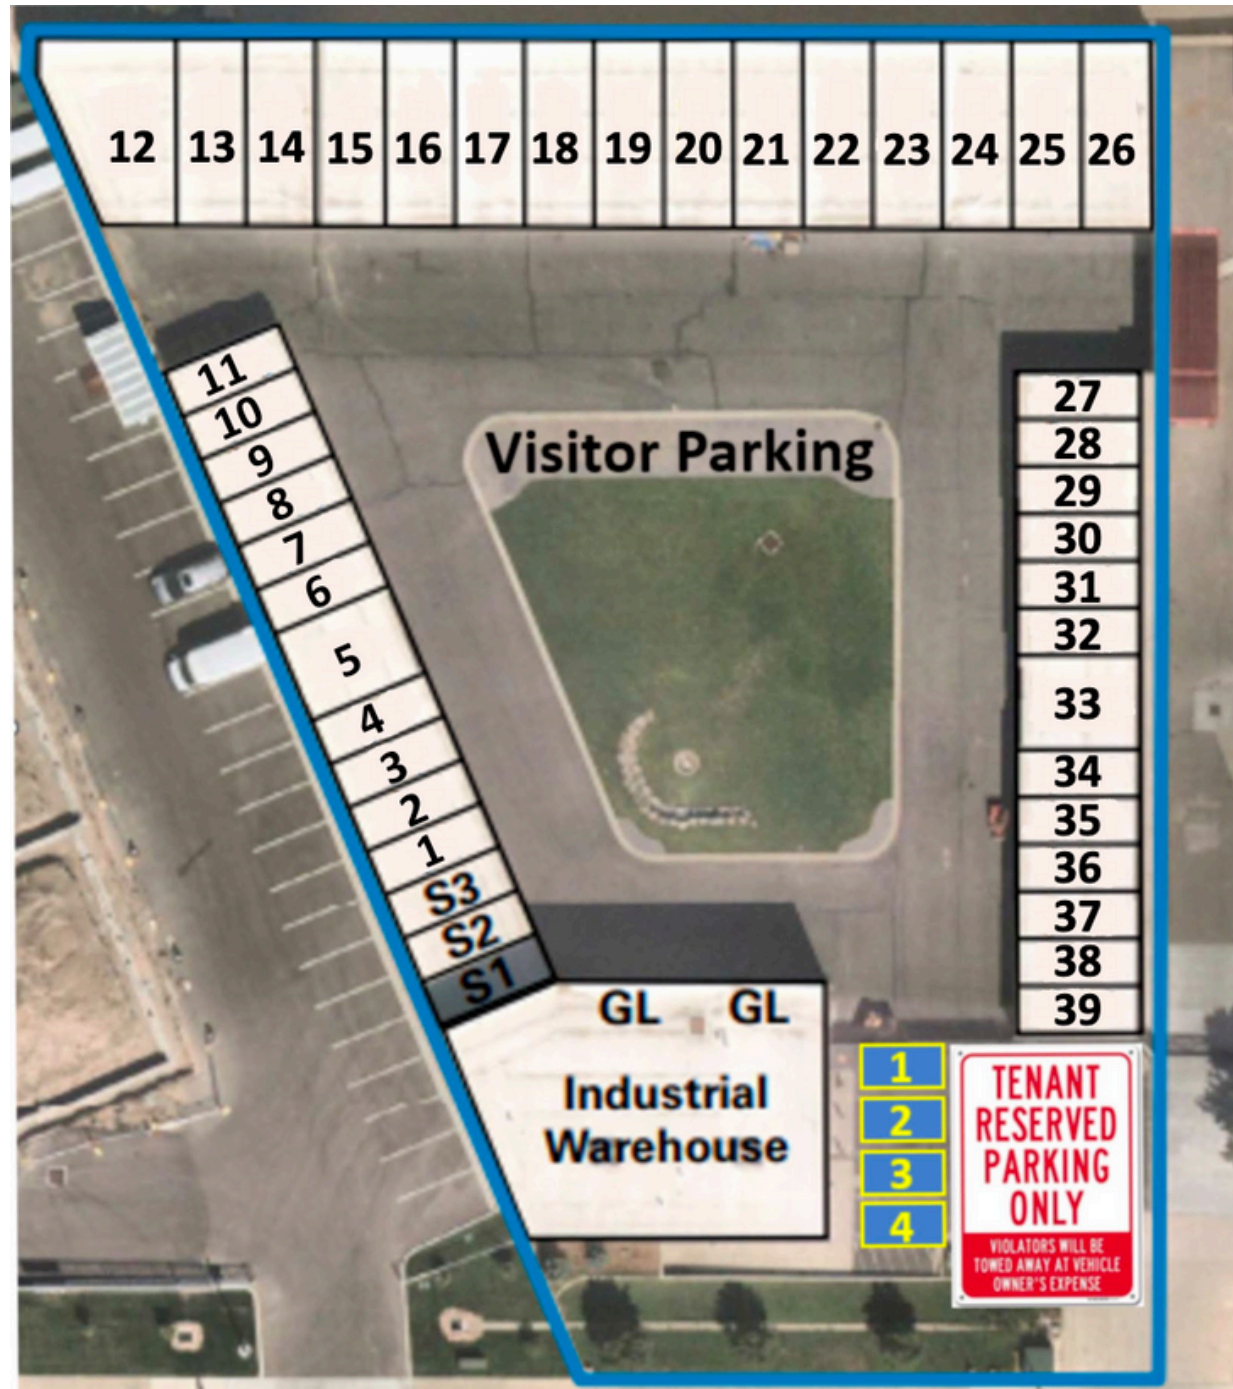 12 13 14 15 16 17 18 19 20 21 22 23 24 25 26
11
10
9
8
7
6
5
4
3
2
1
S3
S2
S1
Visitor Parking
27
28
29
30
31
32
33
34
35
36
37
38
39
GL GL
Industrial
Warehouse
1
2
3
4
TENANT
RESERVED
PARKING
ONLY
VIOLATORS WILL BE
TOWED AWAY AT VEHICLE
OWNER'S EXPENSE